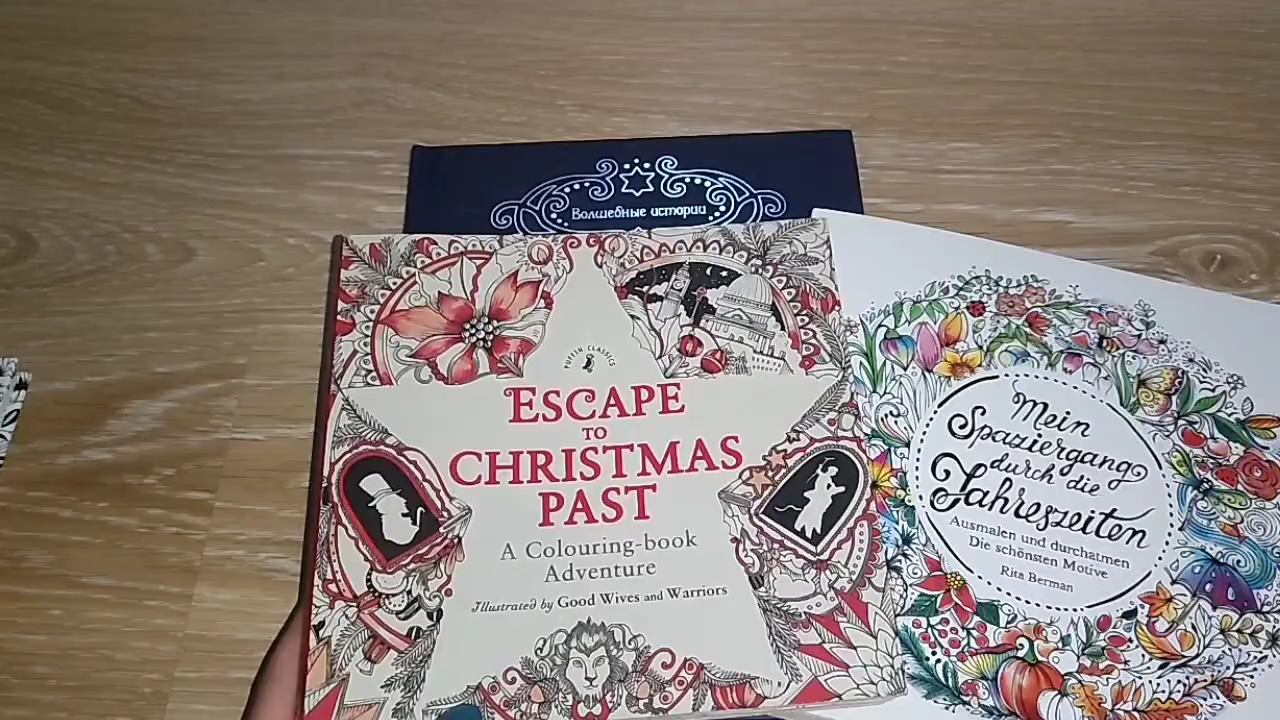 Волшебные истории
PUFFIN CLASSICS
ESCAPE
TO
CHRISTMAS
PAST
A Colouring-book
Adventure
Illustrated by Good Wives and Warriors
Mein
Spaziergang
durch die
Jahreszeiten
Ausmalen und durchatmen
Die schönsten Motive
Rita Berman